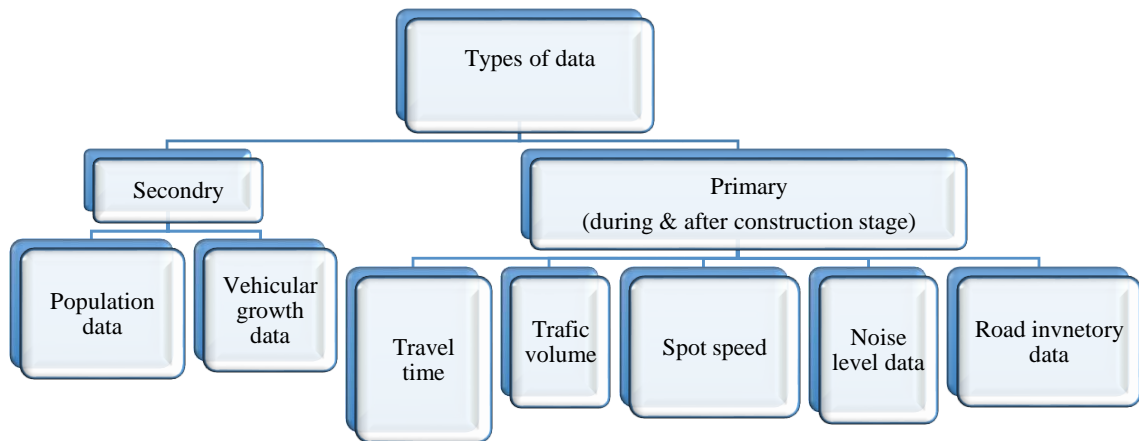 Types of data
Secondry
Primary
(during & after construction stage)
Population
data
Vehicular
growth
data
Travel
time
Trafic
volume
Spot speed
Noise
level data
Road invnetory
data